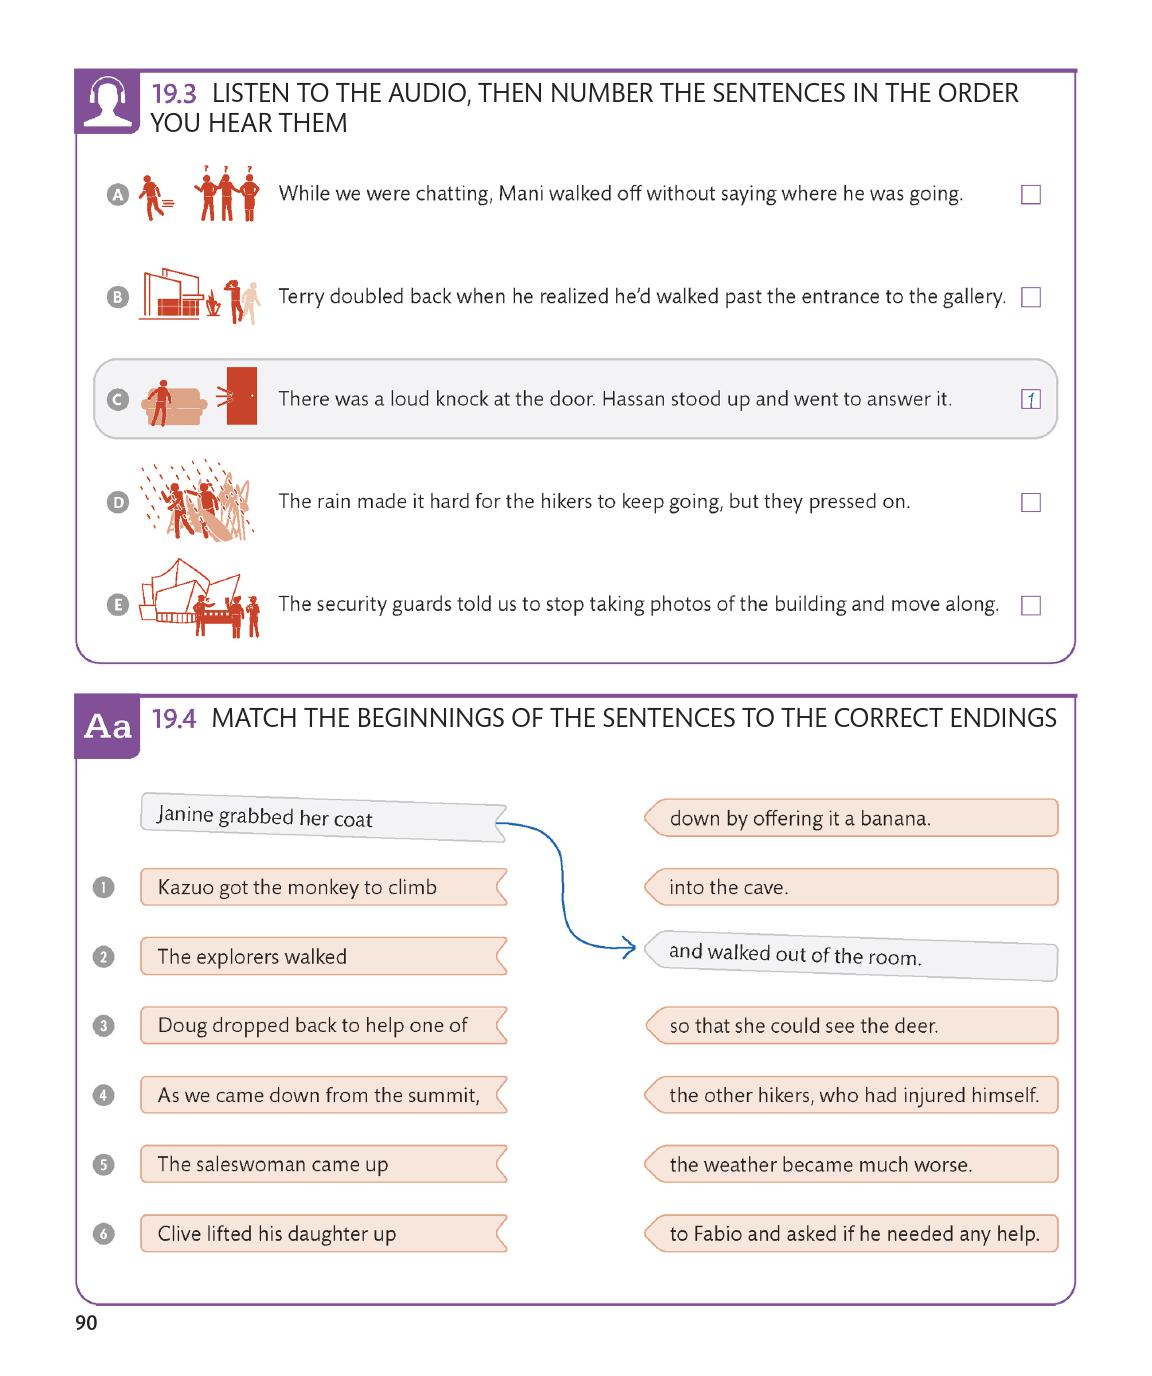 19.3 LISTEN TO THE AUDIO, THEN NUMBER THE SENTENCES IN THE ORDER
YOU HEAR THEM
A While we were chatting, Mani walked off without saying where he was going.
B Terry doubled back when he realized he'd walked past the entrance to the gallery.
C There was a loud knock at the door. Hassan stood up and went to answer it. 1
D The rain made it hard for the hikers to keep going, but they pressed on.
E The security guards told us to stop taking photos of the building and move along.
Aa 19.4 MATCH THE BEGINNINGS OF THE SENTENCES TO THE CORRECT ENDINGS
Janine grabbed her coat
down by offering it a banana.
1 Kazuo got the monkey to climb
into the cave.
2 The explorers walked
and walked out of the room.
3 Doug dropped back to help one of
so that she could see the deer.
4 As we came down from the summit,
the other hikers, who had injured himself.
5 The saleswoman came up
the weather became much worse.
6 Clive lifted his daughter up
to Fabio and asked if he needed any help.
90